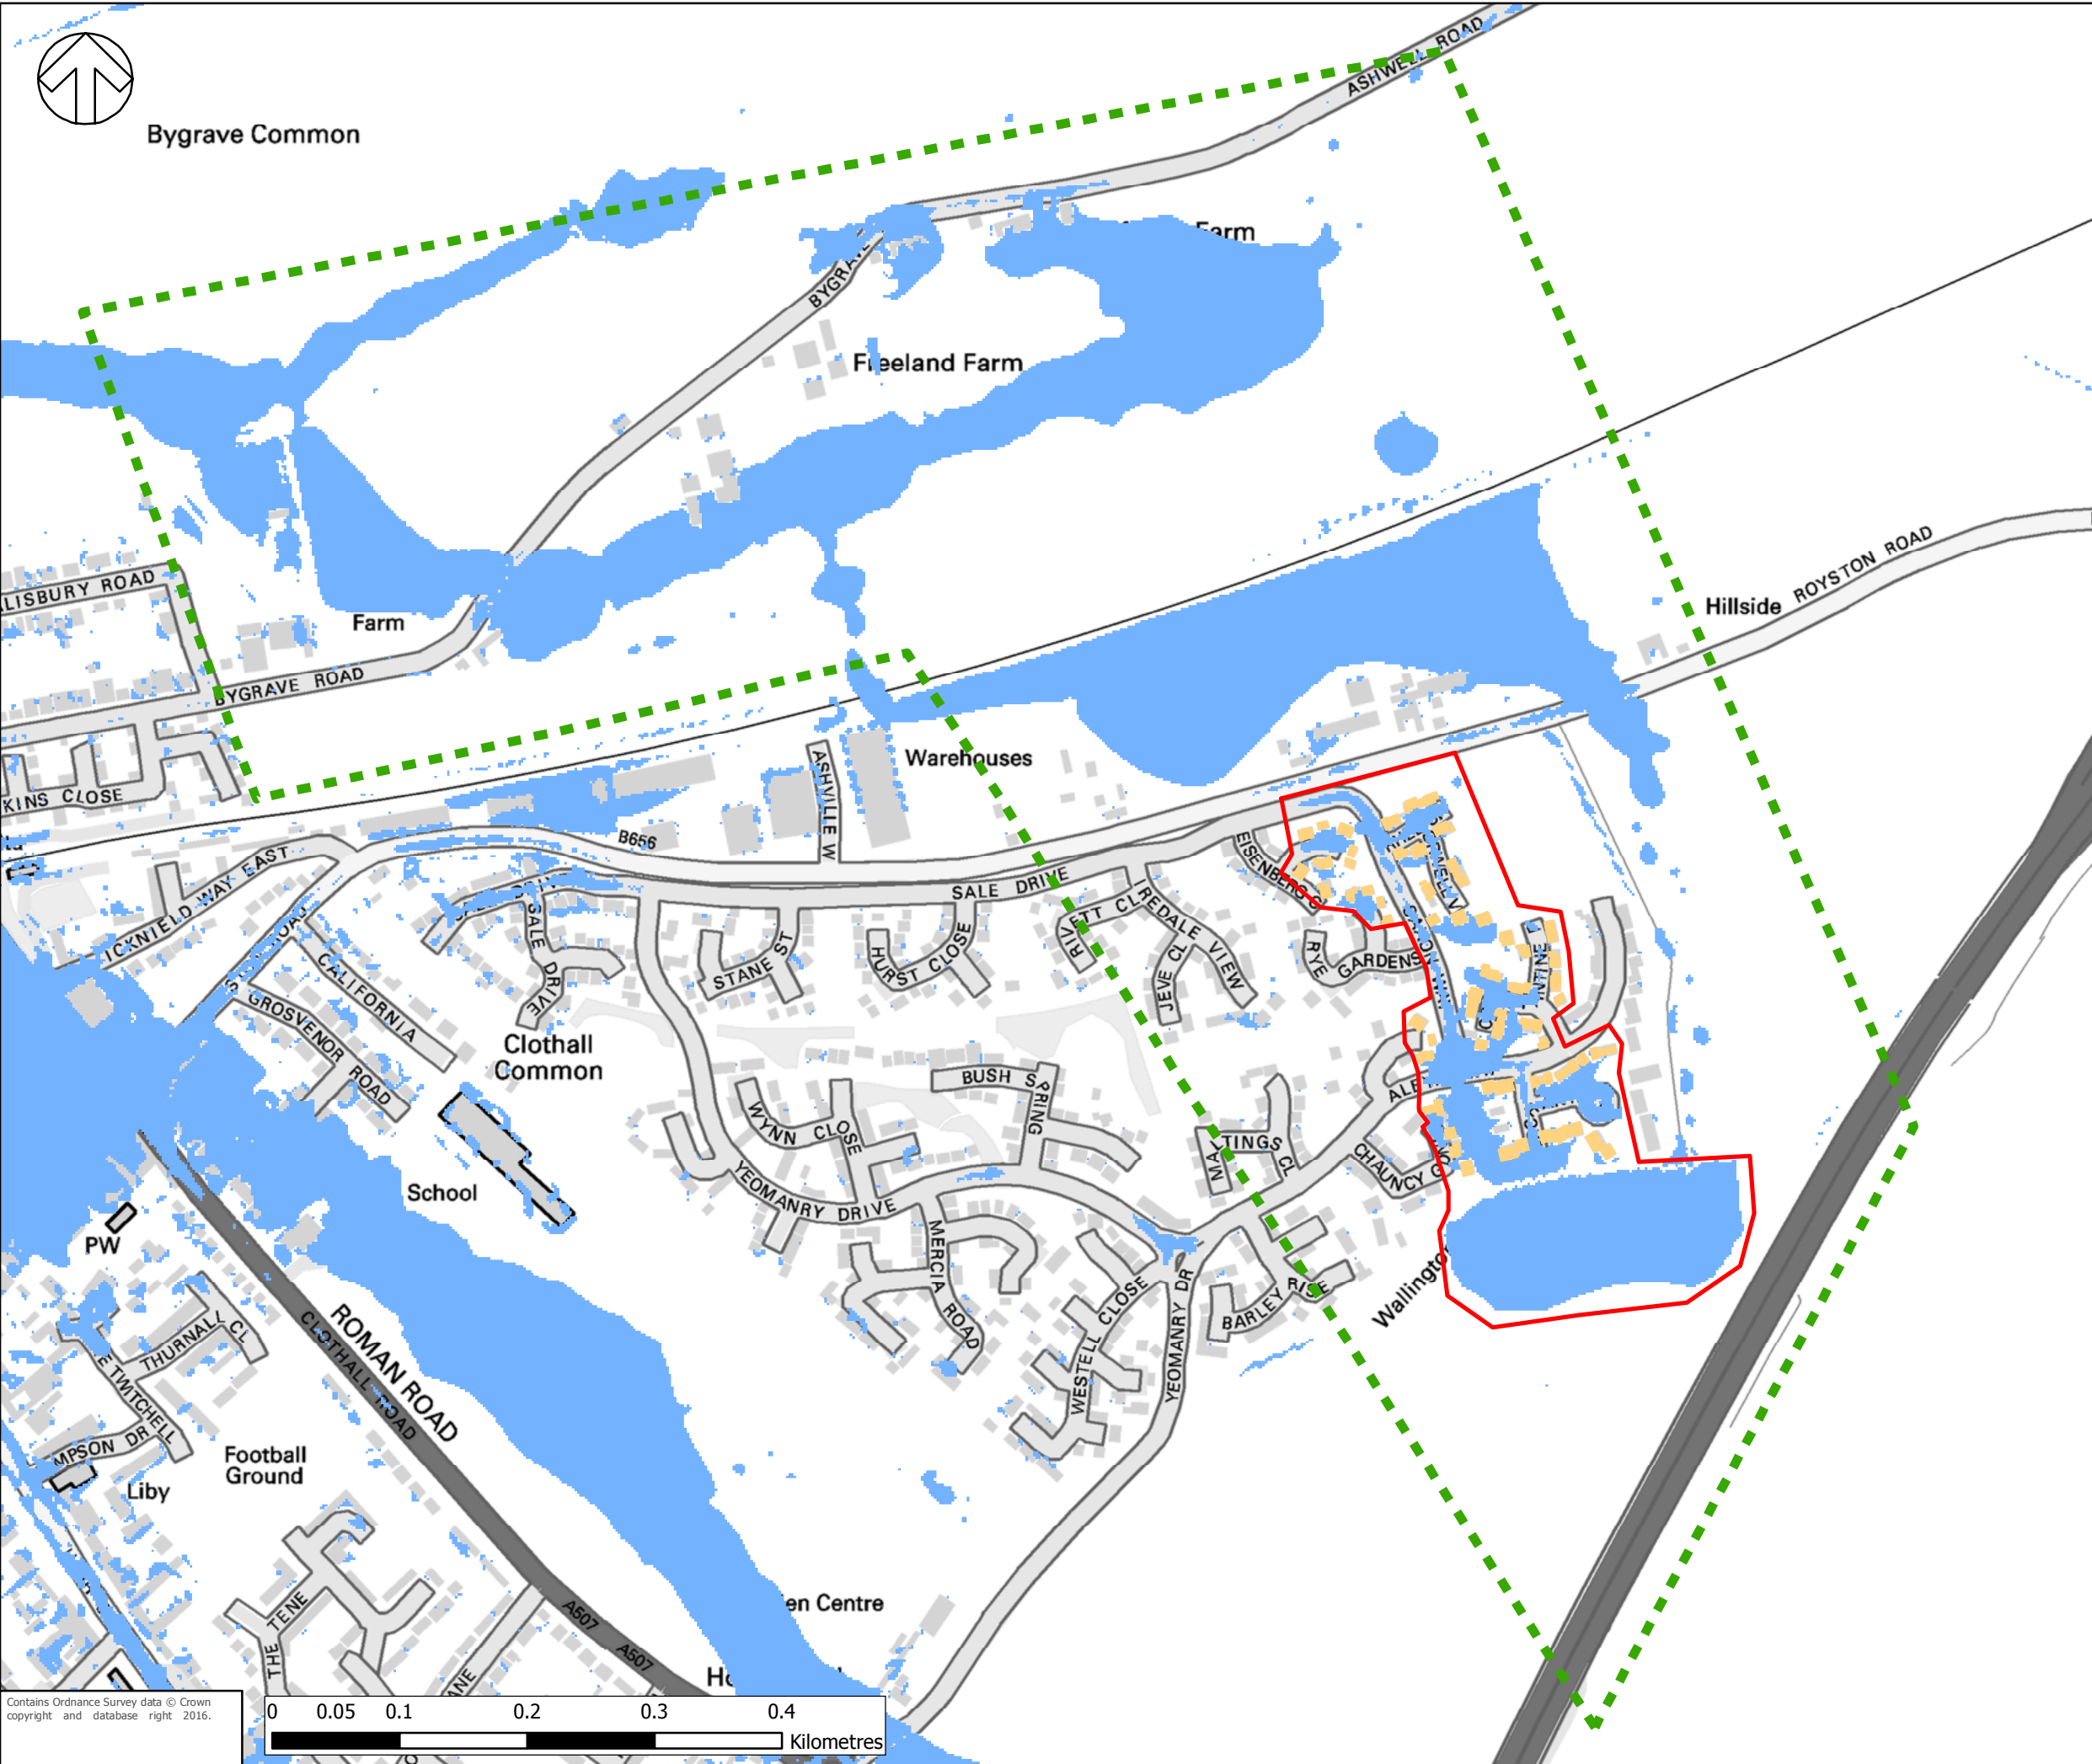 ASHWELL ROAD
Bygrave Common
Farm
BYGRAVE
Freeland Farm
ROYSTON ROAD
Hillside
Farm
BYGRAVE ROAD
KINS CLOSE
Warehouses
ASHVILLE W
B656
SALE DRIVE
ICKNIELD WAY EAST
RIVETT CL
IREDALE VIEW
JEVE CL
RYE
GARDENS
SALE
DRIVE
STANE ST
HURST CLOSE
CALIFORNIA
GROSVENOR ROAD
Clothall
Common
BUSH SPRING
WYNN CLOSE
School
YEOMANRY DRIVE
MERCIA ROAD
CHAUNCY
PW
THURNALL CL
TWITCHELL
ROMAN ROAD
CLOTHALL ROAD
WESTELL CLOSE
YEOMANRY DR
BARLEY RISE
MPSON DR
Football
Ground
Liby
THE TENE
A507
A507
en Centre
ANE
Contains Ordnance Survey data © Crown
copyright and database right 2016.
0 0.05 0.1 0.2 0.3 0.4
Kilometres